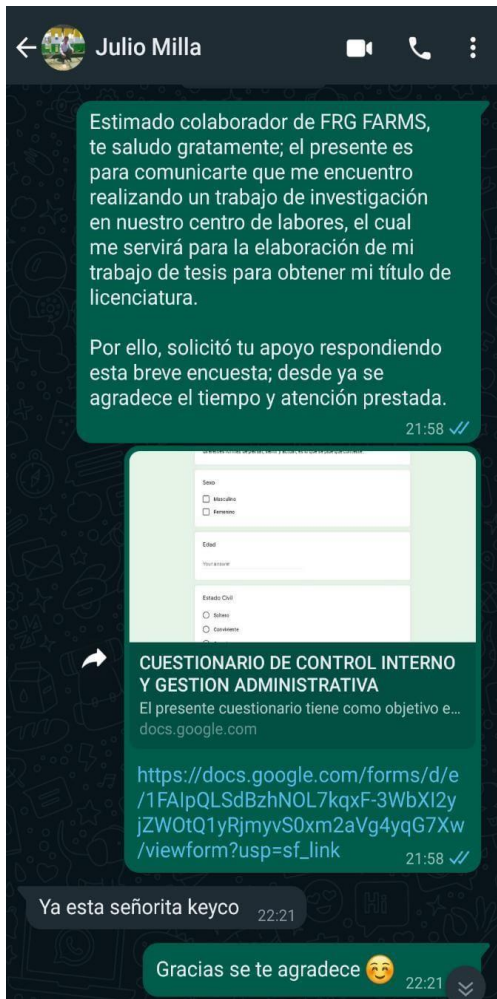 Julio Milla
Estimado colaborador de FRG FARMS,
te saludo gratamente; el presente es
para comunicarte que me encuentro
realizando un trabajo de investigación
en nuestro centro de labores, el cual
me servirá para la elaboración de mi
trabajo de tesis para obtener mi título de
licenciatura.
Por ello, solicitó tu apoyo respondiendo
esta breve encuesta; desde ya se
agradece el tiempo y atención prestada.
21:58
Sexo
Masculino
Femenino
Edad
Your answer
Estado Civil
Soltero
Conviviente
CUESTIONARIO DE CONTROL INTERNO
Y GESTION ADMINISTRATIVA
El presente cuestionario tiene como objetivo e...
docs.google.com
https://docs.google.com/forms/d/e
/1FAIpQLSdBzhNOL7kqxF-3WbXI2y
jZWOtQ1yRjmyvS0xm2aVg4yqG7Xw
/viewform?usp=sf_link
21:58
Ya esta señorita keyco 22:21
Gracias se te agradece 😊 22:21